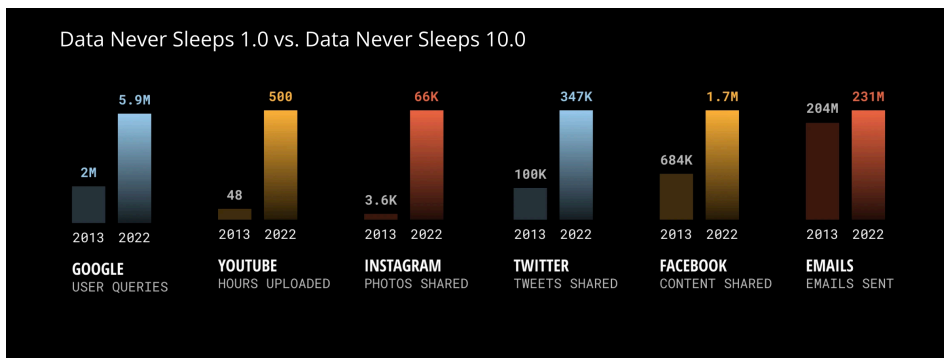 Data Never Sleeps 1.0 vs. Data Never Sleeps 10.0
2M
5.9M
2013 2022
GOOGLE
USER QUERIES
48
500
2013 2022
YOUTUBE
HOURS UPLOADED
3.6K
66K
2013 2022
INSTAGRAM
PHOTOS SHARED
100K
347K
2013 2022
TWITTER
TWEETS SHARED
684K
1.7M
2013 2022
FACEBOOK
CONTENT SHARED
204M
231M
2013 2022
EMAILS
EMAILS SENT